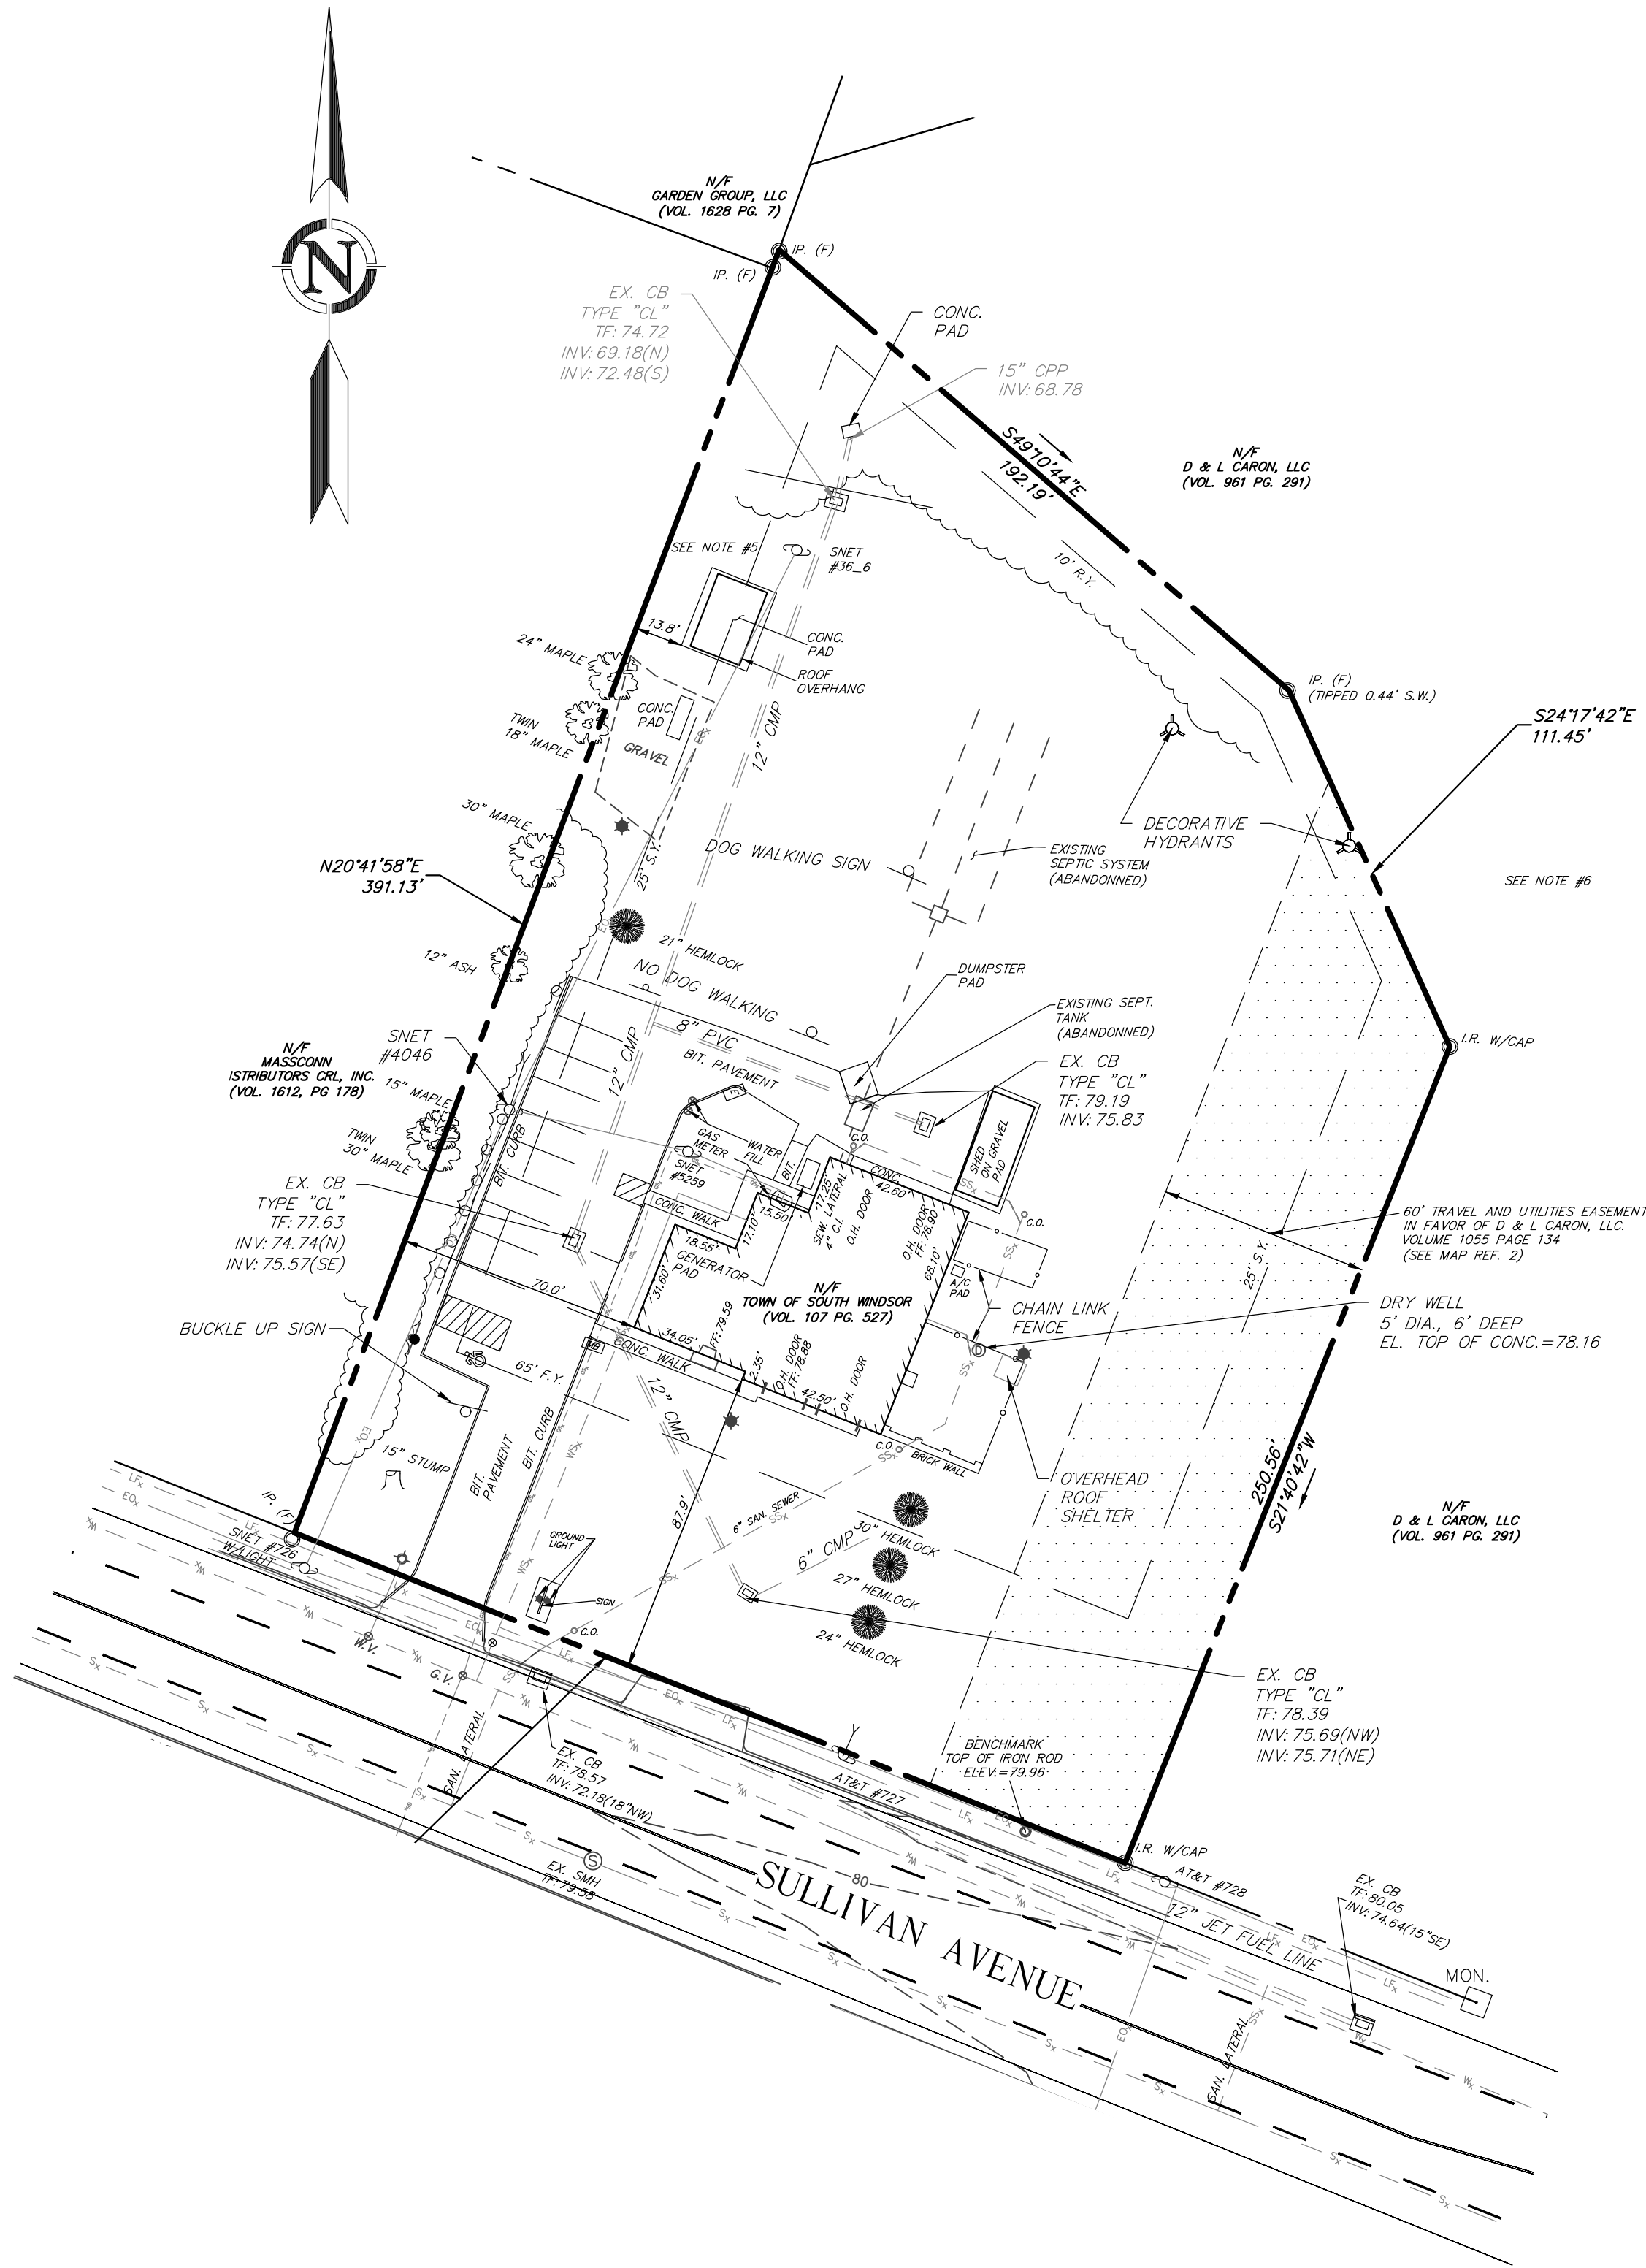 N
N/F
GARDEN GROUP, LLC
(VOL. 1628 PG. 7)
IP. (F)
IP. (F)
EX. CB
TYPE "CL"
TF: 74.72
INV: 69.18(N)
INV: 72.48(S)
CONC.
PAD
15" CPP
INV: 68.78
S49°10'44"E
192.19'
N/F
D & L CARON, LLC
(VOL. 961 PG. 291)
10' R.Y.
SEE NOTE #5
SNET
#36_6
13.8'
CONC.
PAD
ROOF
OVERHANG
24" MAPLE
TWIN
18" MAPLE
CONC.
PAD
GRAVEL
EOx
12" CMP
IP. (F)
(TIPPED 0.44' S.W.)
S24°17'42"E
111.45'
30" MAPLE
DECORATIVE
HYDRANTS
DOG WALKING SIGN
EXISTING
SEPTIC SYSTEM
(ABANDONNED)
25' S.Y.
N20°41'58"E
391.13'
SEE NOTE #6
EOx
21" HEMLOCK
12" ASH
NO DOG WALKING
DUMPSTER
PAD
EXISTING SEPT.
TANK
(ABANDONNED)
SNET
#4046
8" PVC
BIT. PAVEMENT
12" CMP
I.R. W/CAP
N/F
MASSCONN
ISTRIBUTORS CRL, INC.
(VOL. 1612, PG 178)
15" MAPLE
EX. CB
TYPE "CL"
TF: 79.19
INV: 75.83
E
TWIN
30" MAPLE
BIT. CURB
GAS
METER
WATER
FILL
BIT.
C.O.
SNET
#5259
CONC.
42.60'
SHED
ON GRAVEL
PAD
SSx
C.O.
EX. CB
TYPE "CL"
TF: 77.63
INV: 74.74(N)
INV: 75.57(SE)
CONC. WALK
15.50'
17.25'
17.10'
18.55'
SEW. LATERAL
4" C.I.
O.H. DOOR
O.H. DOOR
FF: 78.90
68.10'
60' TRAVEL AND UTILITIES EASEMENT
IN FAVOR OF D & L CARON, LLC.
VOLUME 1055 PAGE 134
(SEE MAP REF. 2)
25' S.Y.
GENERATOR
PAD
31.60'
70.0'
A/C
PAD
SSx
N/F
TOWN OF SOUTH WINDSOR
(VOL. 107 PG. 527)
CHAIN LINK
FENCE
DRY WELL
5' DIA., 6' DEEP
EL. TOP OF CONC.=78.16
BUCKLE UP SIGN
34.05'
FF: 79.59
MB
CONC. WALK
2.35'
O.H. DOOR
FF: 78.88
O.H. DOOR
42.50'
65' F.Y.
12" CMP
SSx
C.O.
SSx
BRICK WALL
OVERHEAD
ROOF
SHELTER
EOx
15" STUMP
BIT.
PAVEMENT
BIT. CURB
WSx
87.9'
250.56'
S21°40'42"W
N/F
D & L CARON, LLC
(VOL. 961 PG. 291)
IP. (F)
6" SAN. SEWER
SSx
6" CMP
30" HEMLOCK
27" HEMLOCK
24" HEMLOCK
SNET #726
W/LIGHT
GROUND
LIGHT
SIGN
WSx
SSx
C.O.
W.V.
G.V.
SAN. LATERAL
EX. CB
TF: 78.57
INV: 72.18(18"NW)
EX. CB
TYPE "CL"
TF: 78.39
INV: 75.69(NW)
INV: 75.71(NE)
BENCHMARK
TOP OF IRON ROD
ELEV.=79.96
AT&T #727
I.R. W/CAP
AT&T #728
EX. SMH
TF: 79.58
S
80
SULLIVAN AVENUE
12" JET FUEL LINE
EX. CB
TF: 80.05
INV: 74.64(15"SE)
MON.
SAN. LATERAL
SSx
EOx
LFx
Wx
Sx